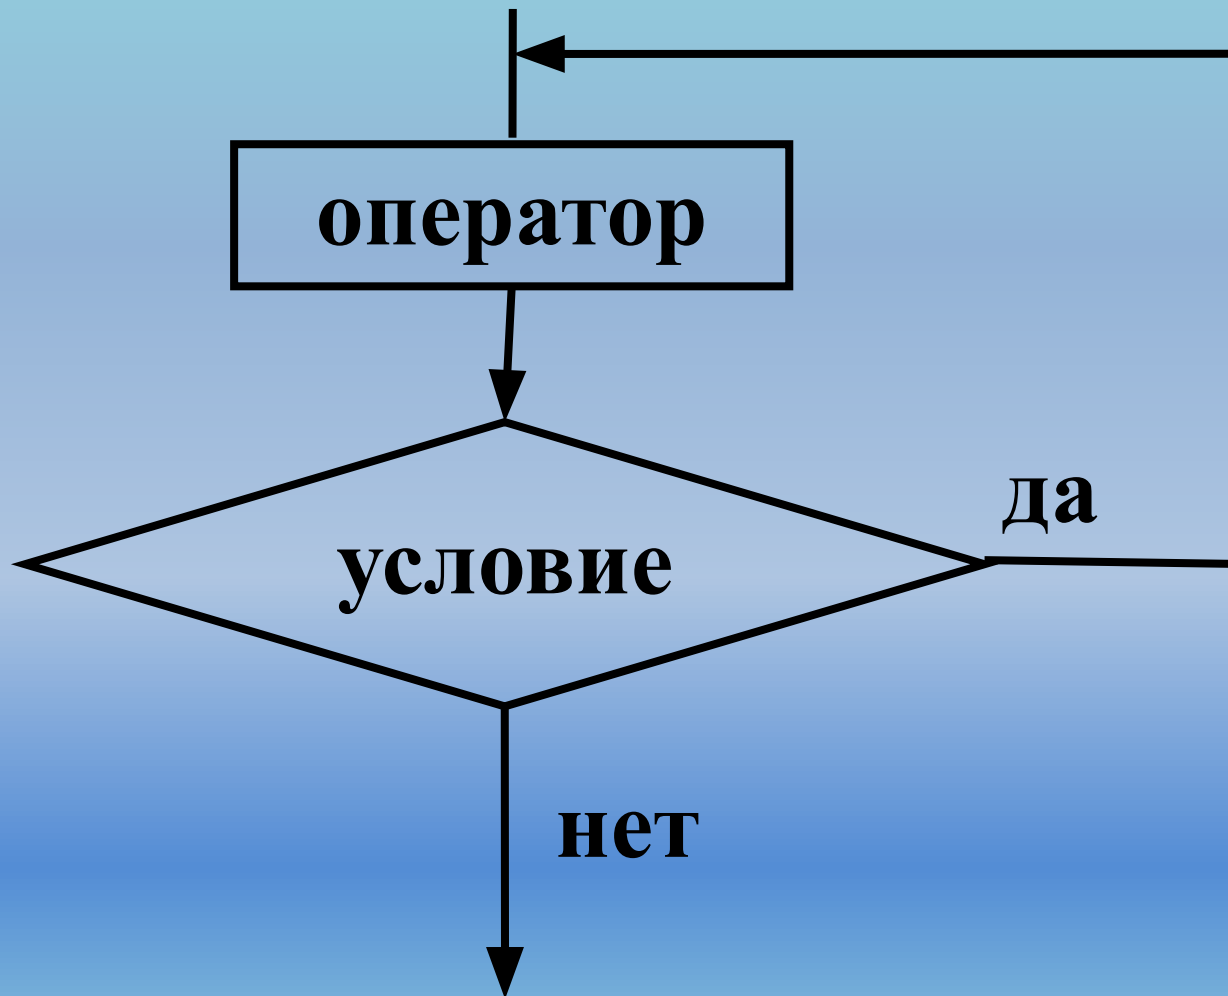 оператор
да
условие
нет